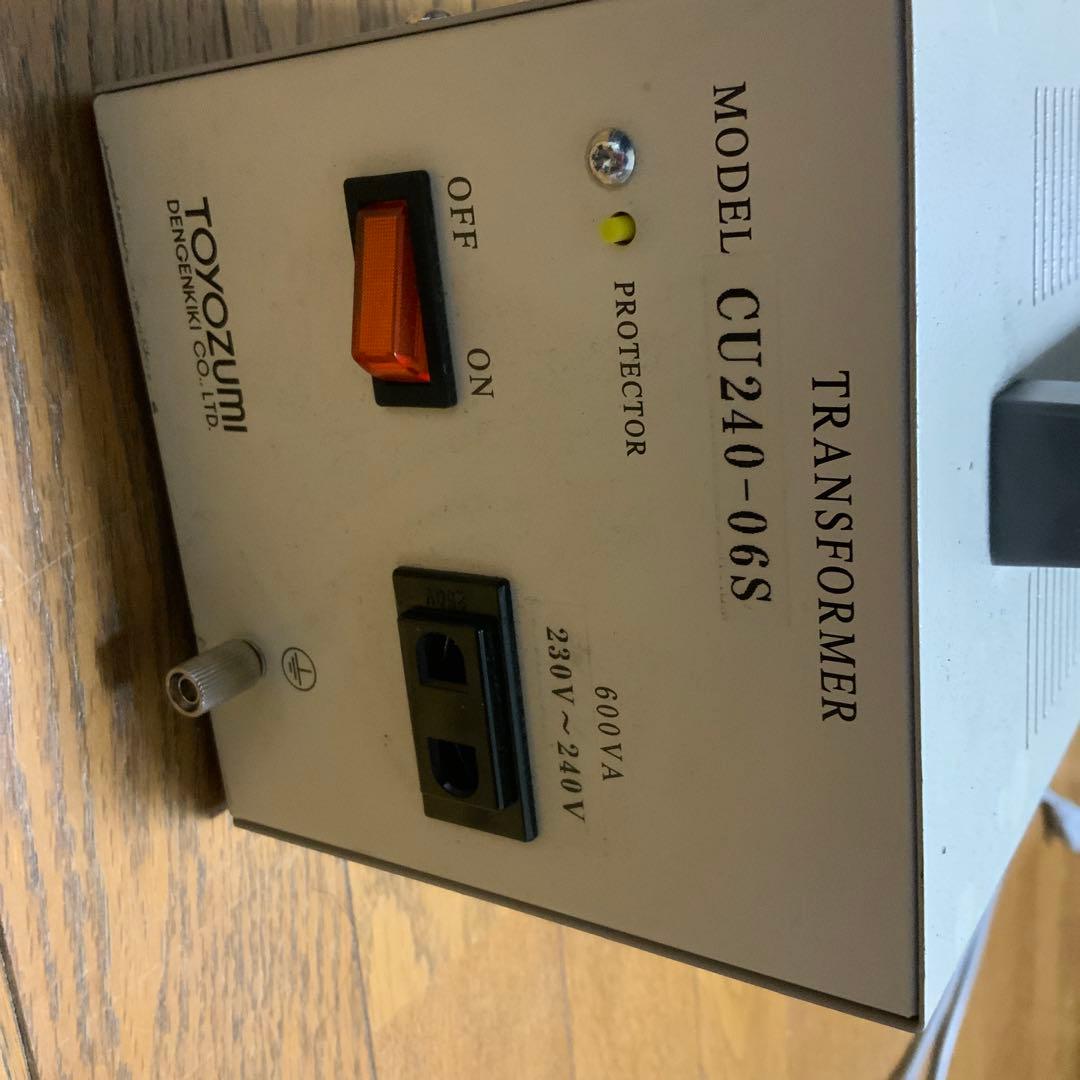 TRANSFORMER
MODEL CU240-06S
PROTECTOR
600VA
230V～240V
OFF
ON
TOYOZUMI
DENGENKIKI CO., LTD.